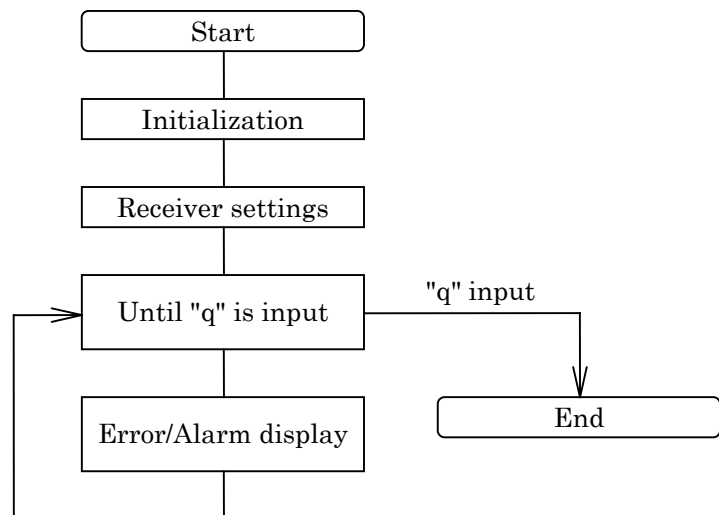 Start
Initialization
Receiver settings
Until "q" is input
"q" input
Error/Alarm display
End